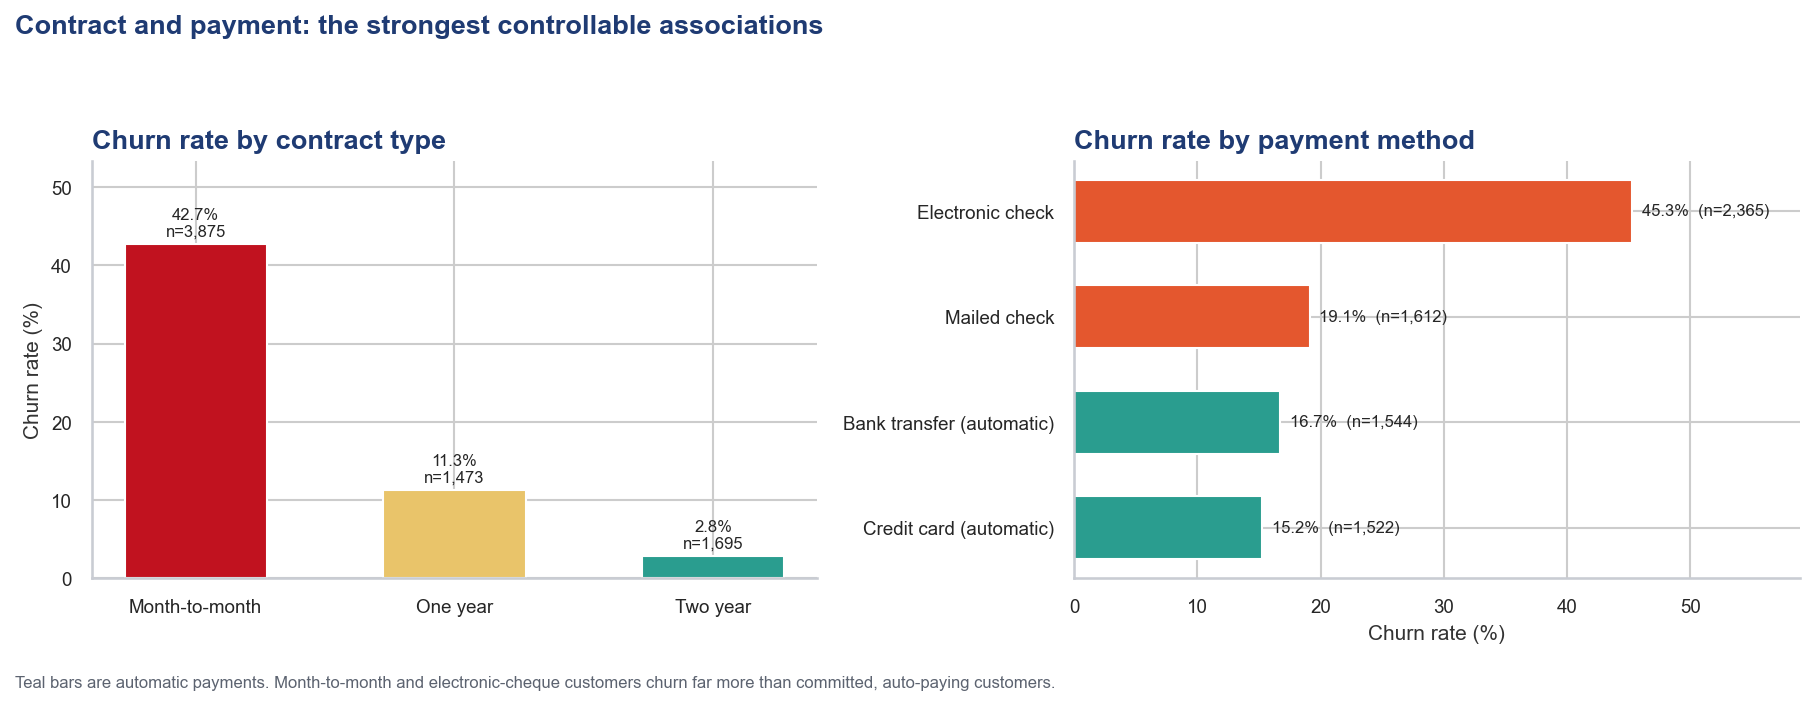 Contract and payment: the strongest controllable associations
Churn rate by contract type
Churn rate (%)
50
40
30
20
10
0
42.7%
n=3,875
11.3%
n=1,473
2.8%
n=1,695
Month-to-month
One year
Two year
Churn rate by payment method
Electronic check
45.3% (n=2,365)
Mailed check
19.1% (n=1,612)
Bank transfer (automatic)
16.7% (n=1,544)
Credit card (automatic)
15.2% (n=1,522)
0
10
20
30
40
50
Churn rate (%)
Teal bars are automatic payments. Month-to-month and electronic-cheque customers churn far more than committed, auto-paying customers.